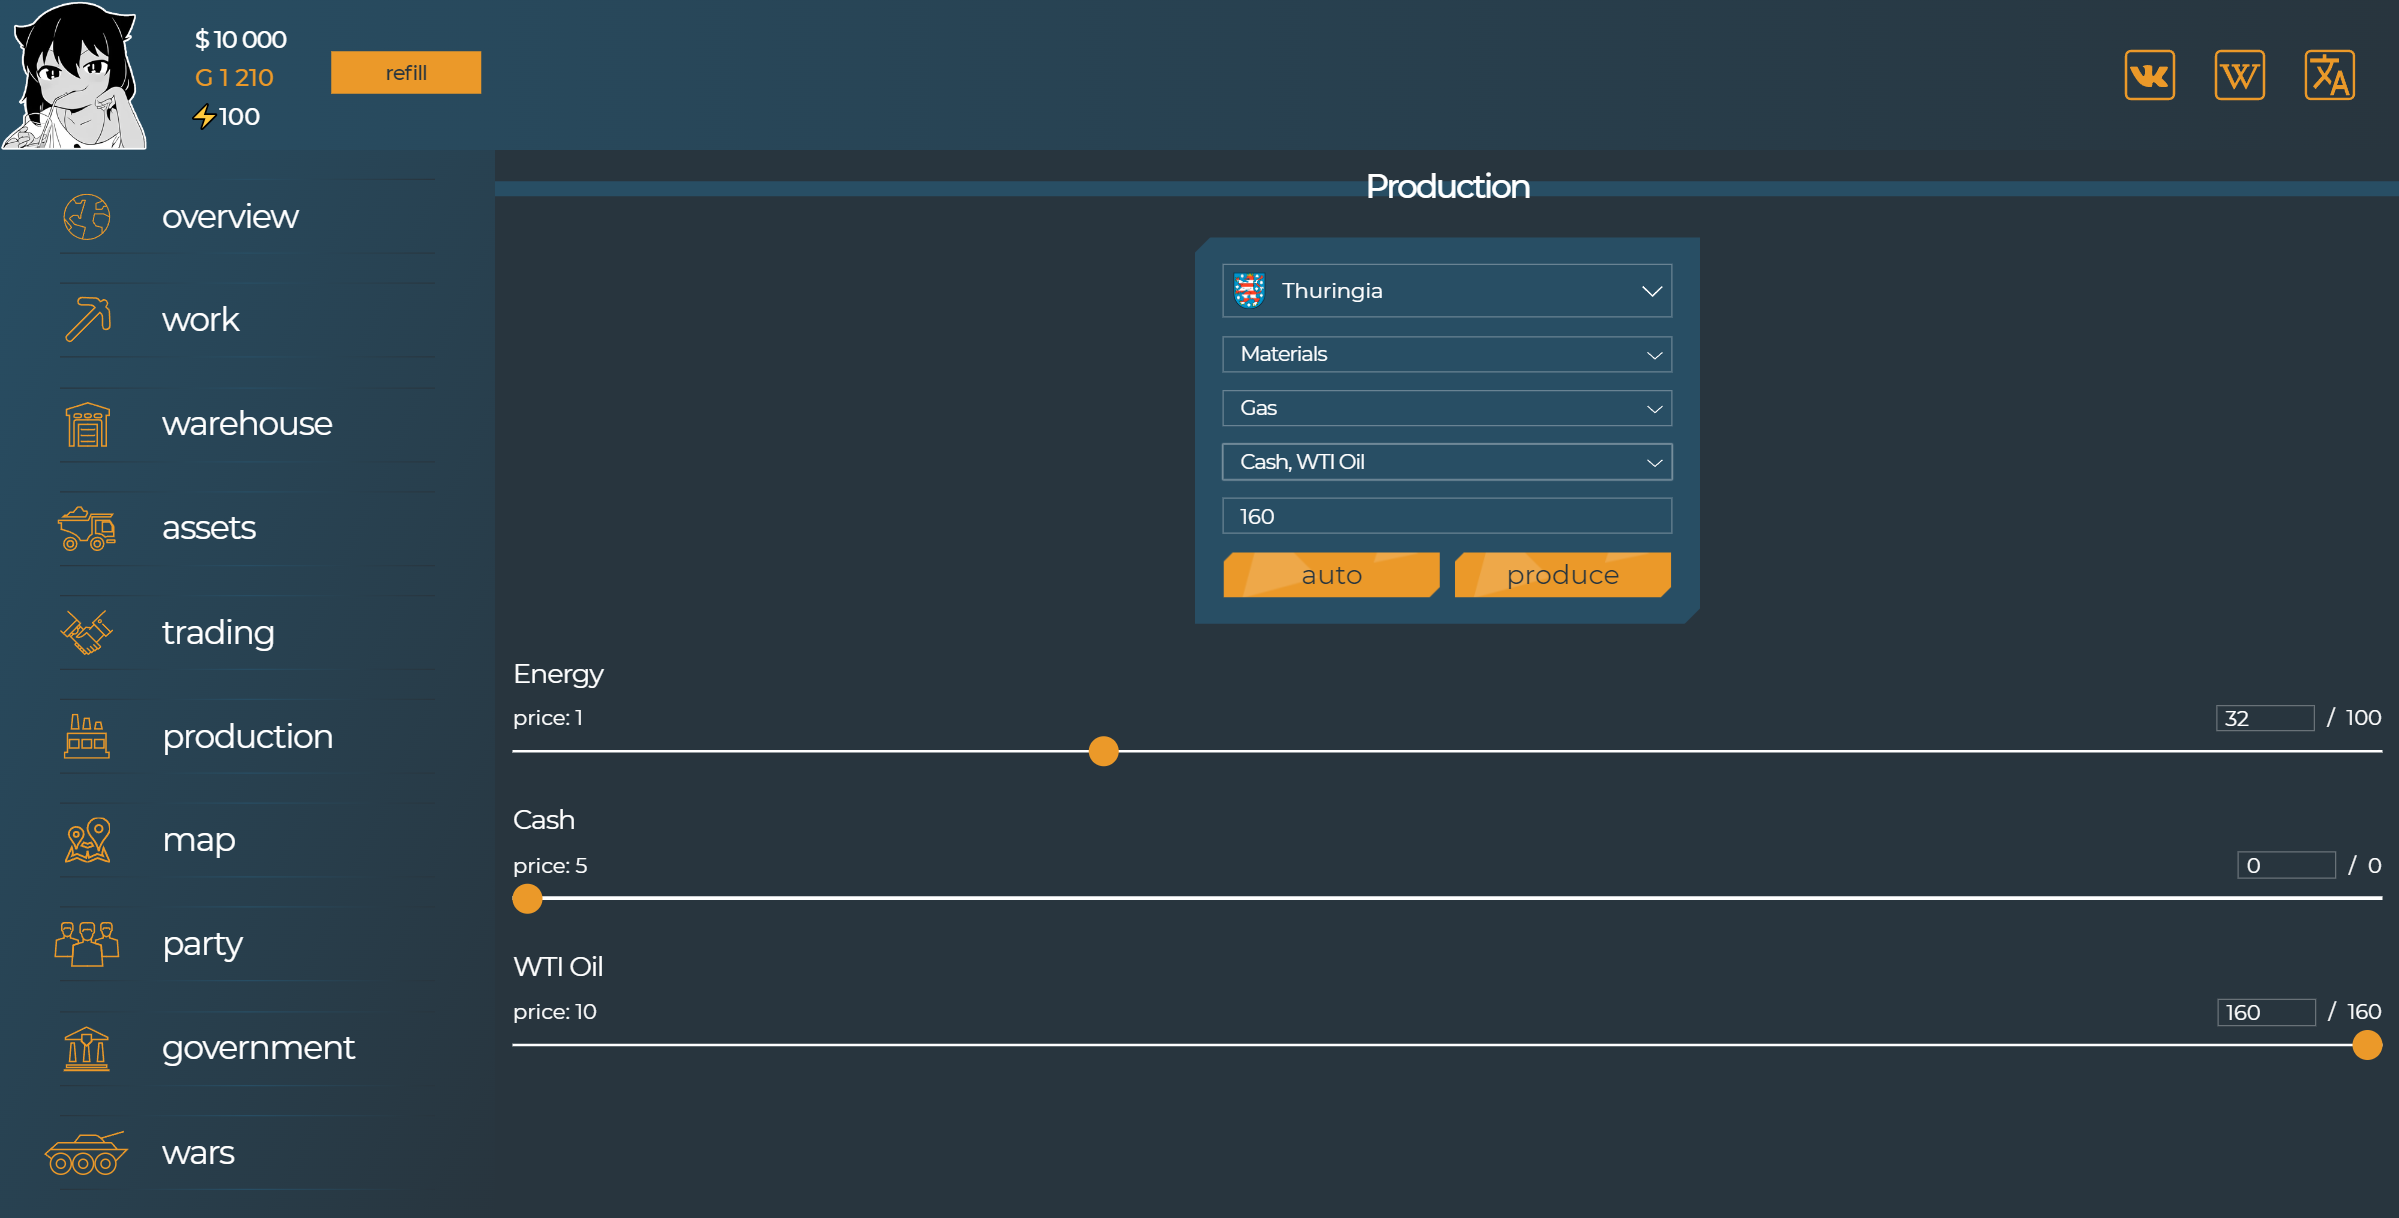 $ 10 000
G 1 210
100
refill
W
文A
overview
work
warehouse
assets
trading
production
map
party
government
wars
Production
Thuringia
Materials
Gas
Cash, WTI Oil
160
auto
produce
Energy
price: 1
32 / 100
Cash
price: 5
0 / 0
WTI Oil
price: 10
160 / 160